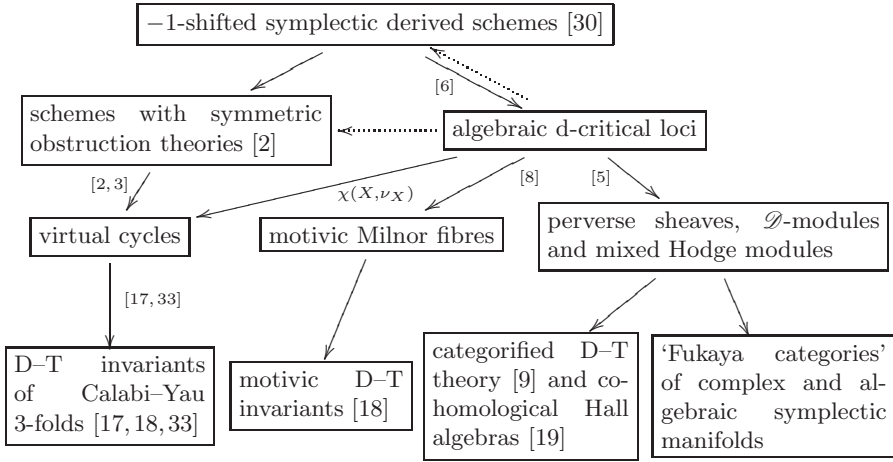 −1-shifted symplectic derived schemes [30]
[6]
schemes with symmetric
obstruction theories [2]
algebraic d-critical loci
[2, 3]
χ(X,ν_X)
[8]
[5]
virtual cycles
motivic Milnor fibres
perverse sheaves, 𝒟-modules
and mixed Hodge modules
[17, 33]
D–T invariants
of Calabi–Yau
3-folds [17, 18, 33]
motivic D–T
invariants [18]
categorified D–T
theory [9] and co-
homological Hall
algebras [19]
‘Fukaya categories’
of complex and al-
gebraic symplectic
manifolds